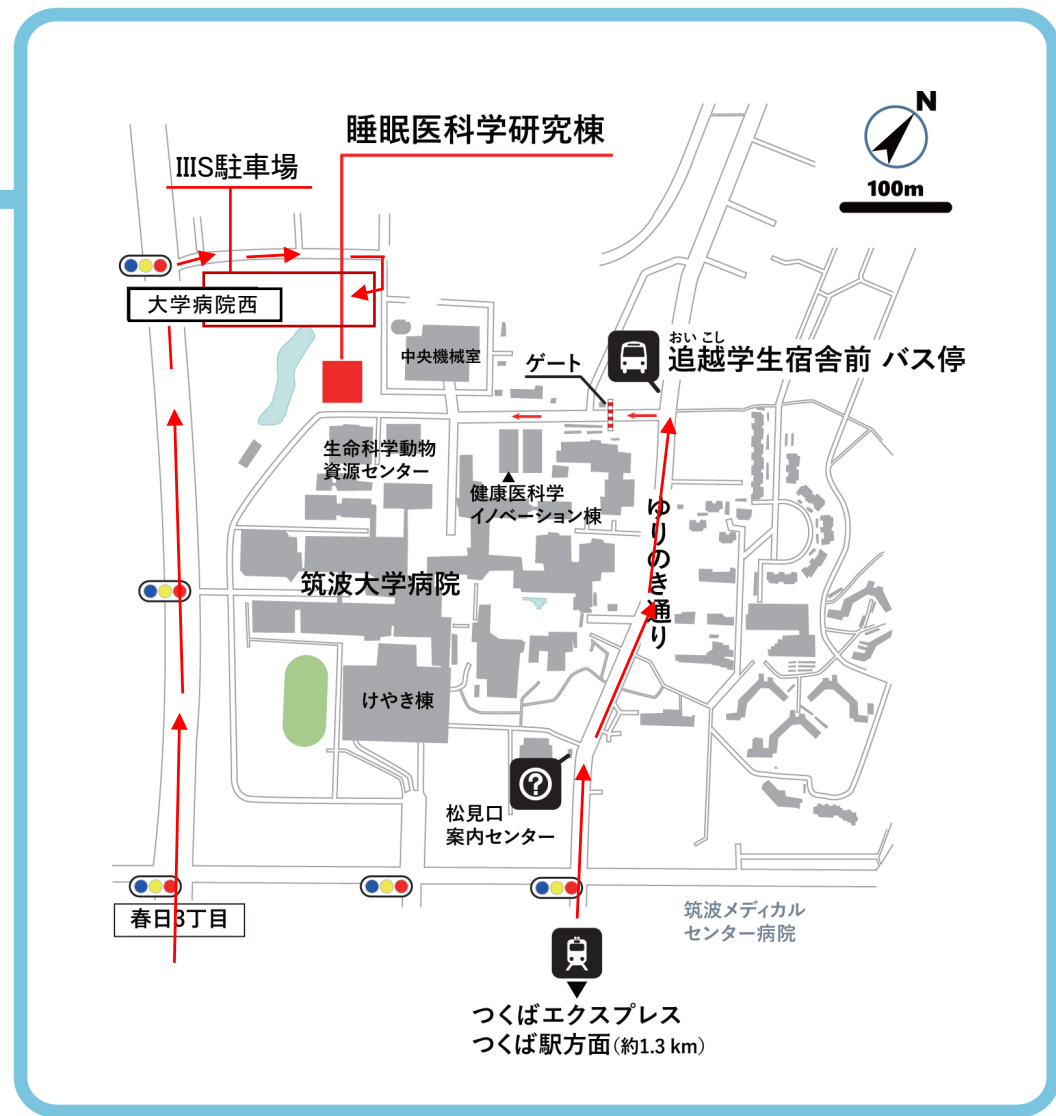 N
100m
睡眠医科学研究棟
IIIS駐車場
大学病院西
中央機械室
ゲート
おいこし
追越学生宿舎前 バス停
生命科学動物
資源センター
健康医科学
イノベーション棟
ゆりのき通り
筑波大学病院
けやき棟
松見口
案内センター
春日3丁目
筑波メディカル
センター病院
つくばエクスプレス
つくば駅方面(約1.3 km)